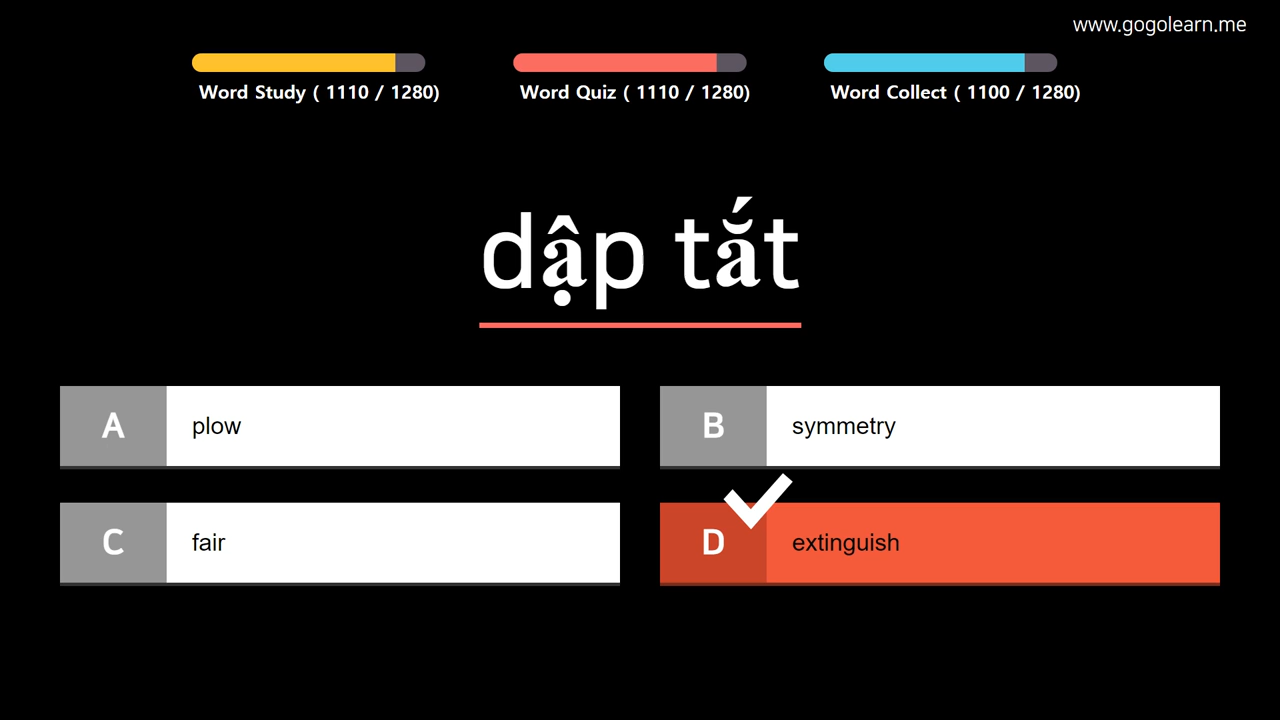 www.gogolearn.me
Word Study ( 1110 / 1280)
Word Quiz ( 1110 / 1280)
Word Collect ( 1100 / 1280)
dập tắt
A plow
B symmetry
C fair
D extinguish